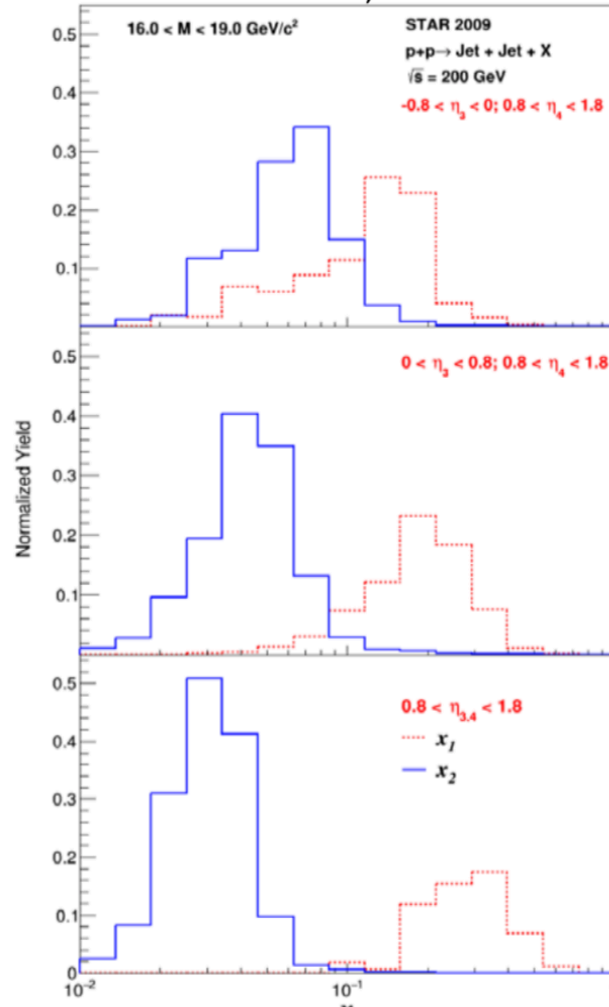 16.0 < M < 19.0 GeV/c²
STAR 2009
p+p→ Jet + Jet + X
√s = 200 GeV
-0.8 < η₃ < 0; 0.8 < η₄ < 1.8
0.5
0.4
0.3
0.2
0.1
0 < η₃ < 0.8; 0.8 < η₄ < 1.8
0.5
0.4
0.3
0.2
0.1
Normalized Yield
0.8 < η₃,₄ < 1.8
x₁
x₂
0.5
0.4
0.3
0.2
0.1
0
10⁻²
10⁻¹